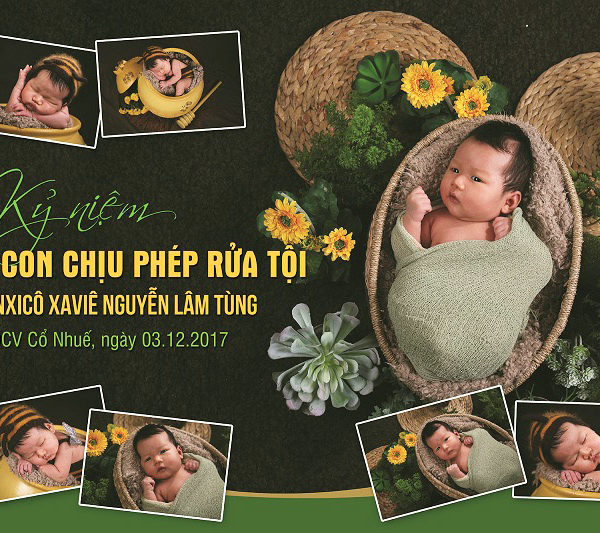 Kỷ niệm
CON CHỊU PHÉP RỬA TỘI
NXICÔ XAVIÊ NGUYỄN LÂM TÙNG
CV Cổ Nhuế, ngày 03.12.2017